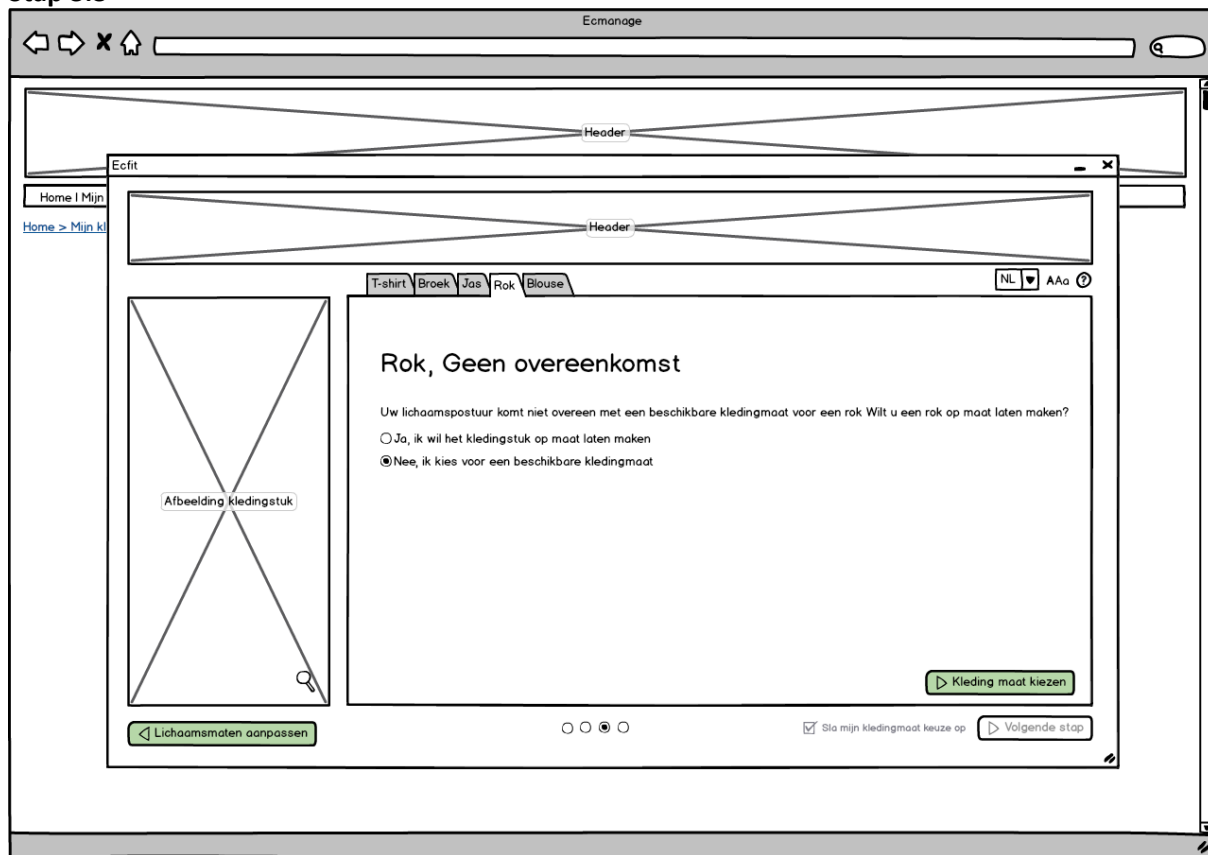 Ecmanage
Header
Ecfit
Home | Mijn
Home > Mijn kl
Header
T-shirt Broek Jas Rok Blouse
NL AAa ?
Rok, Geen overeenkomst
Uw lichaamspostuur komt niet overeen met een beschikbare kledingmaat voor een rok Wilt u een rok op maat laten maken?
Ja, ik wil het kledingstuk op maat laten maken
Nee, ik kies voor een beschikbare kledingmaat
Afbeelding kledingstuk
Kleding maat kiezen
Lichaamsmaten aanpassen
Sla mijn kledingmaat keuze op
Volgende stap